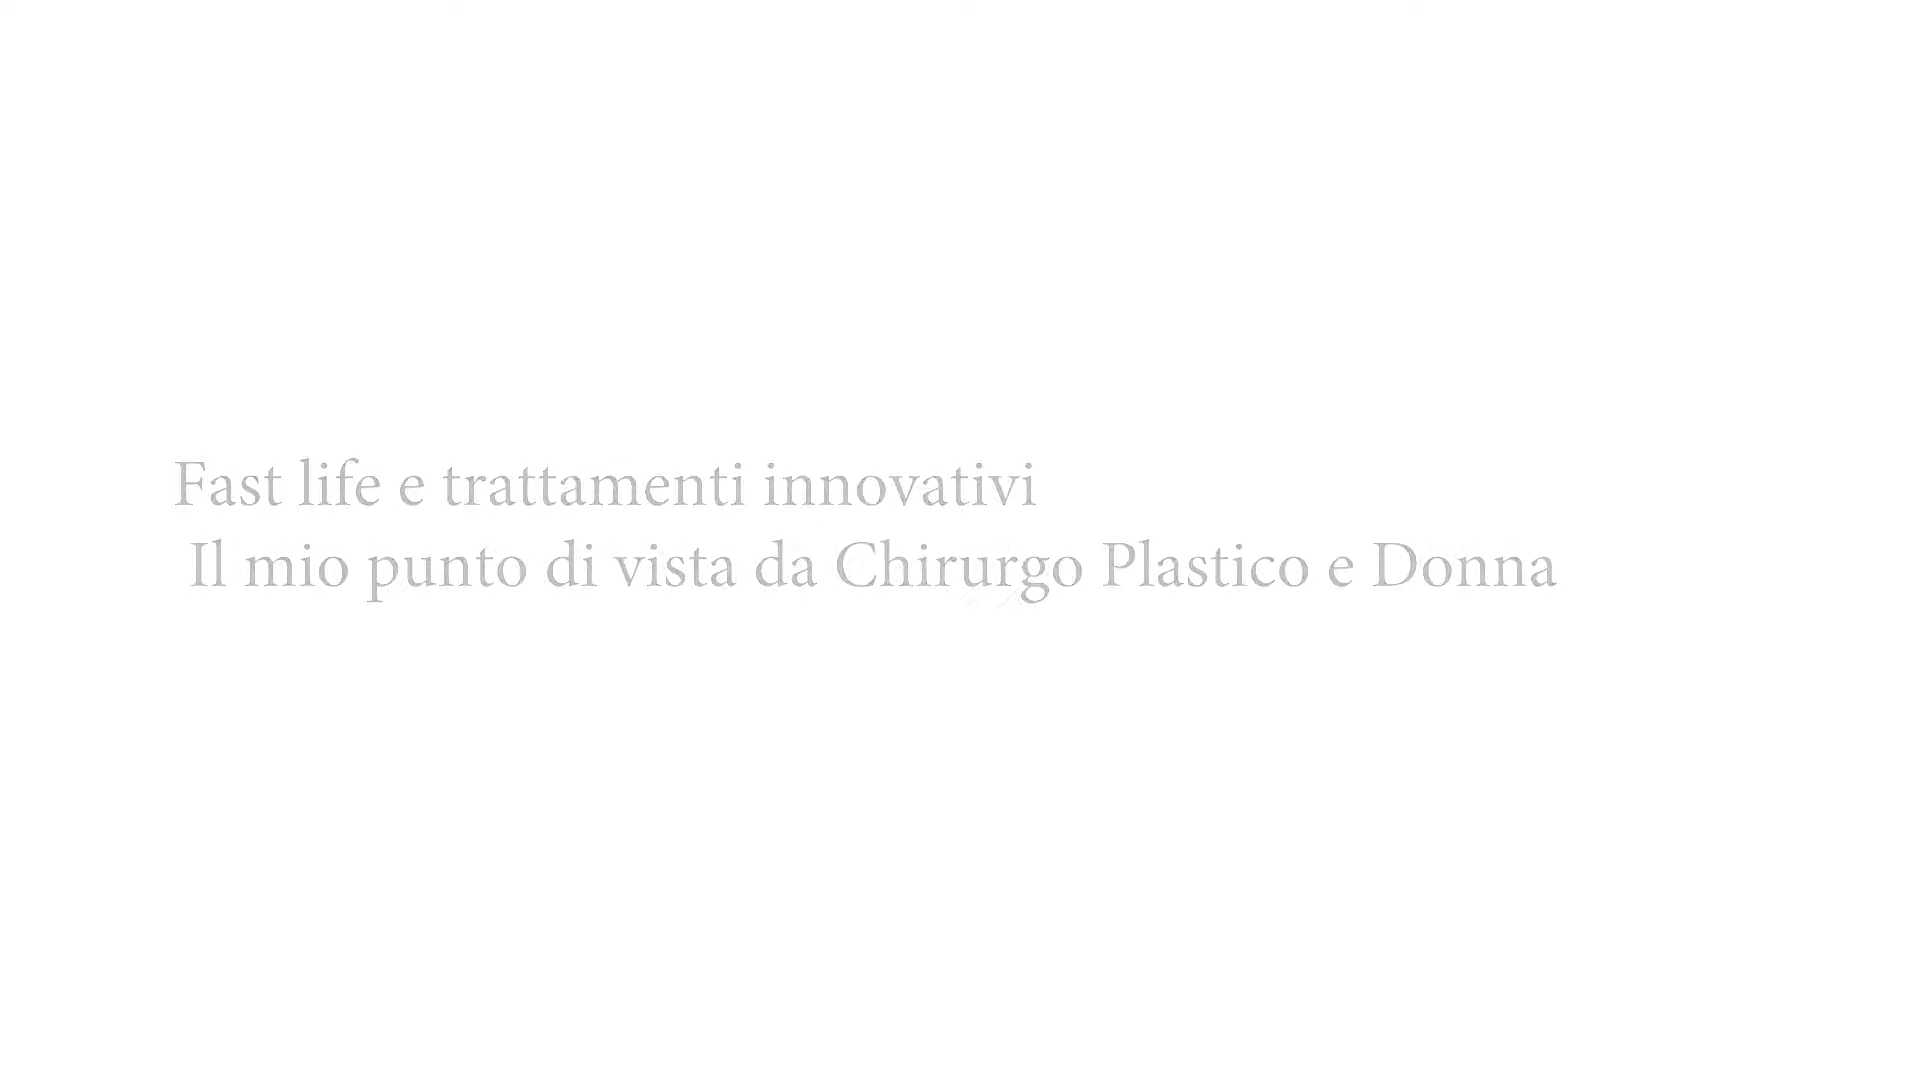 Fast life e trattamenti innovativi
Il mio punto di vista da Chirurgo Plastico e Donna